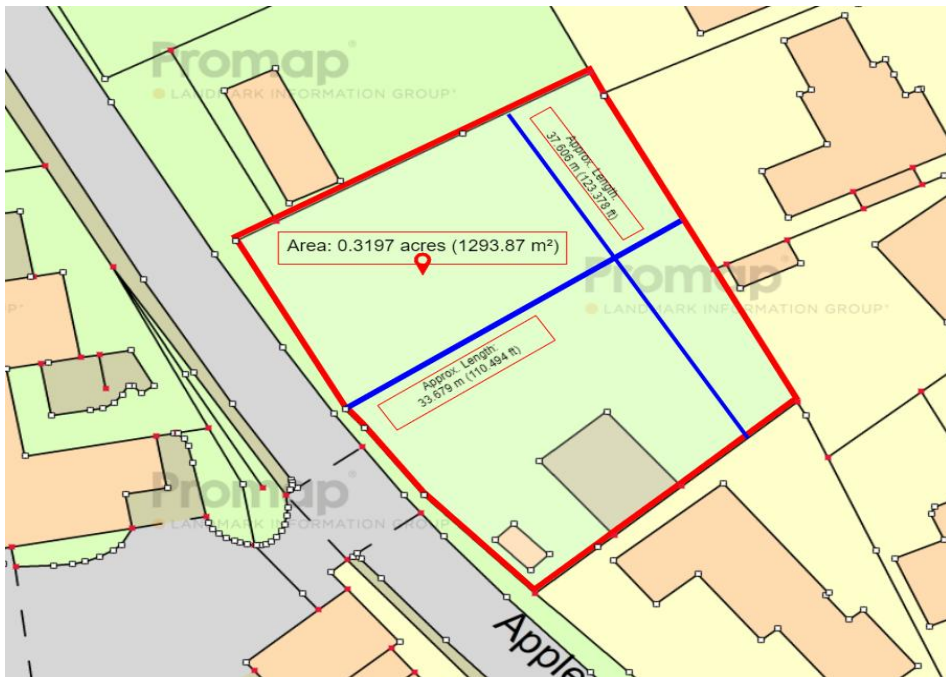 Promap
LANDMARK INFORMATION GROUP
Approx. Length:
37.606 m (123.378 ft)
Area: 0.3197 acres (1293.87 m²)
Promap
LANDMARK INFORMATION GROUP
Approx. Length:
33.679 m (110.494 ft)
Promap
LANDMARK INFORMATION GROUP
Apple